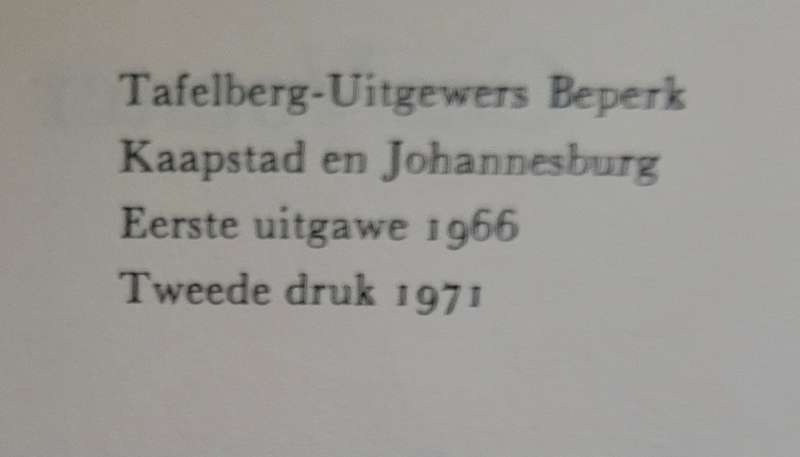 Tafelberg-Uitgewers Beperk
Kaapstad en Johannesburg
Eerste uitgawe 1966
Tweede druk 1971